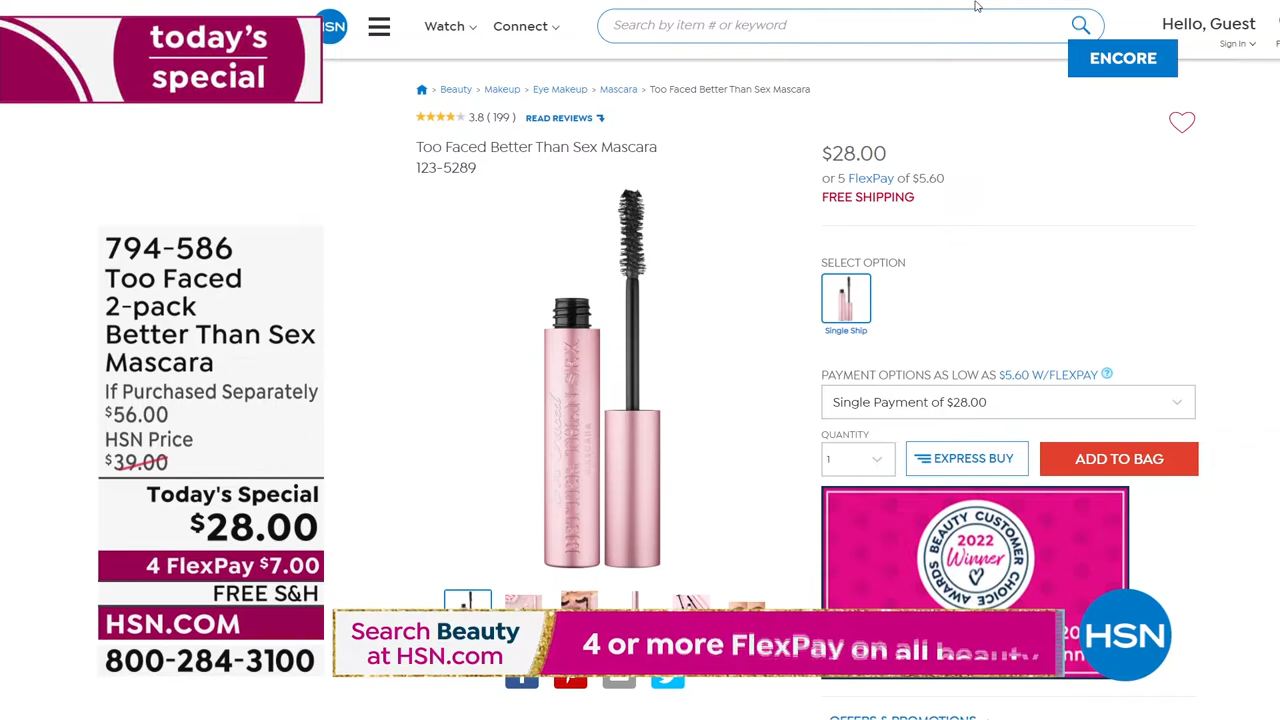 today's
special
HSN
Watch
Connect
Search by item # or keyword
Hello, Guest
Sign In
ENCORE
> Beauty > Makeup > Eye Makeup > Mascara > Too Faced Better Than Sex Mascara
3.8 ( 199 ) READ REVIEWS
Too Faced Better Than Sex Mascara
123-5289
$28.00
or 5 FlexPay of $5.60
FREE SHIPPING
SELECT OPTION
Single Ship
PAYMENT OPTIONS AS LOW AS $5.60 W/FLEXPAY ?
Single Payment of $28.00
QUANTITY
1
EXPRESS BUY
ADD TO BAG
794-586
Too Faced
2-pack
Better Than Sex
Mascara
If Purchased Separately
$56.00
HSN Price
$39.00
Today's Special
$28.00
4 FlexPay $7.00
FREE S&H
HSN.COM
800-284-3100
BEAUTY CUSTOMER
2022
Winner
CHOICE AWARDS
Search Beauty
at HSN.com
4 or more FlexPay on all beauty
HSN
OFFERS & PROMOTIONS